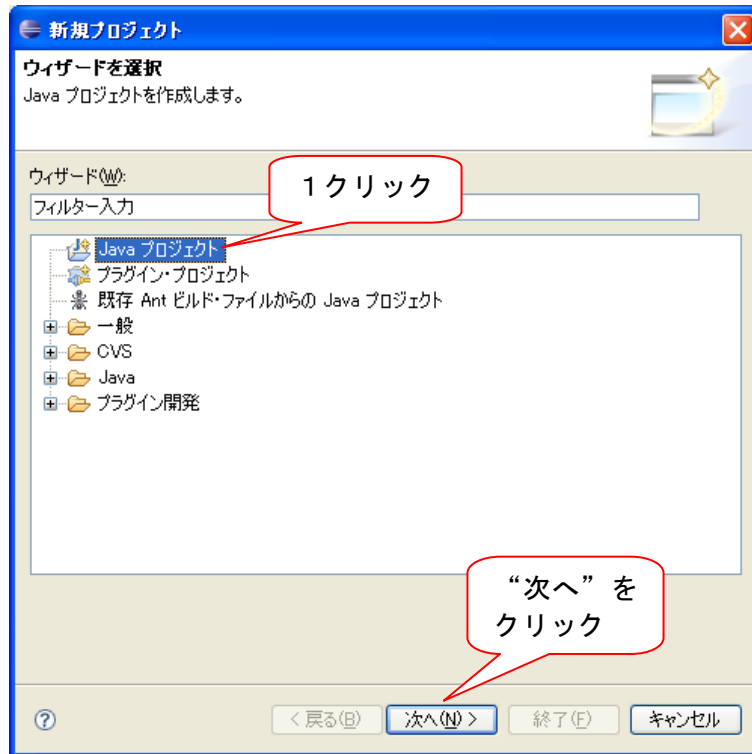 新規プロジェクト
ウィザードを選択
Java プロジェクトを作成します。
ウィザード(W):
１クリック
フィルター入力
Java プロジェクト
プラグイン・プロジェクト
既存 Ant ビルド・ファイルからの Java プロジェクト
一般
CVS
Java
プラグイン開発
“次へ”を
クリック
< 戻る(B)
次へ(N) >
終了(F)
キャンセル